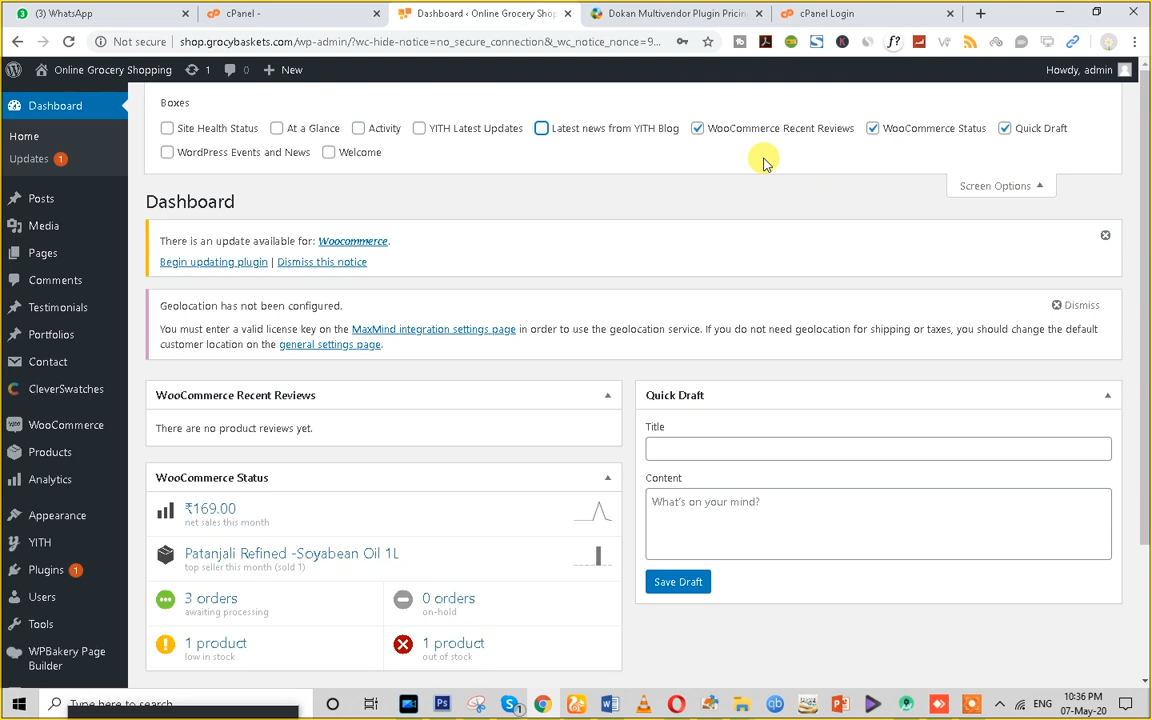 (3) WhatsApp
cPanel -
Dashboard ‹ Online Grocery Shop
Dokan Multivendor Plugin Pricin
cPanel Login
Not secure | shop.grocybaskets.com/wp-admin/?wc-hide-notice=no_secure_connection&_wc_notice_nonce=9...
Online Grocery Shopping
1
0
New
Howdy, admin
Dashboard
Home
Updates 1
Posts
Media
Pages
Comments
Testimonials
Portfolios
Contact
CleverSwatches
WooCommerce
Products
Analytics
Appearance
YITH
Plugins 1
Users
Tools
WPBakery Page
Builder
Boxes
Site Health Status
At a Glance
Activity
YITH Latest Updates
Latest news from YITH Blog
WooCommerce Recent Reviews
WooCommerce Status
Quick Draft
WordPress Events and News
Welcome
Screen Options
Dashboard
There is an update available for: Woocommerce.
Begin updating plugin | Dismiss this notice
Geolocation has not been configured.
Dismiss
You must enter a valid license key on the MaxMind integration settings page in order to use the geolocation service. If you do not need geolocation for shipping or taxes, you should change the default
customer location on the general settings page.
WooCommerce Recent Reviews
There are no product reviews yet.
WooCommerce Status
₹169.00
net sales this month
Patanjali Refined -Soyabean Oil 1L
top seller this month (sold 1)
3 orders
awaiting processing
0 orders
on-hold
1 product
low in stock
1 product
out of stock
Quick Draft
Title
Content
What's on your mind?
Save Draft
Type here to search
ENG
10:36 PM
07-May-20